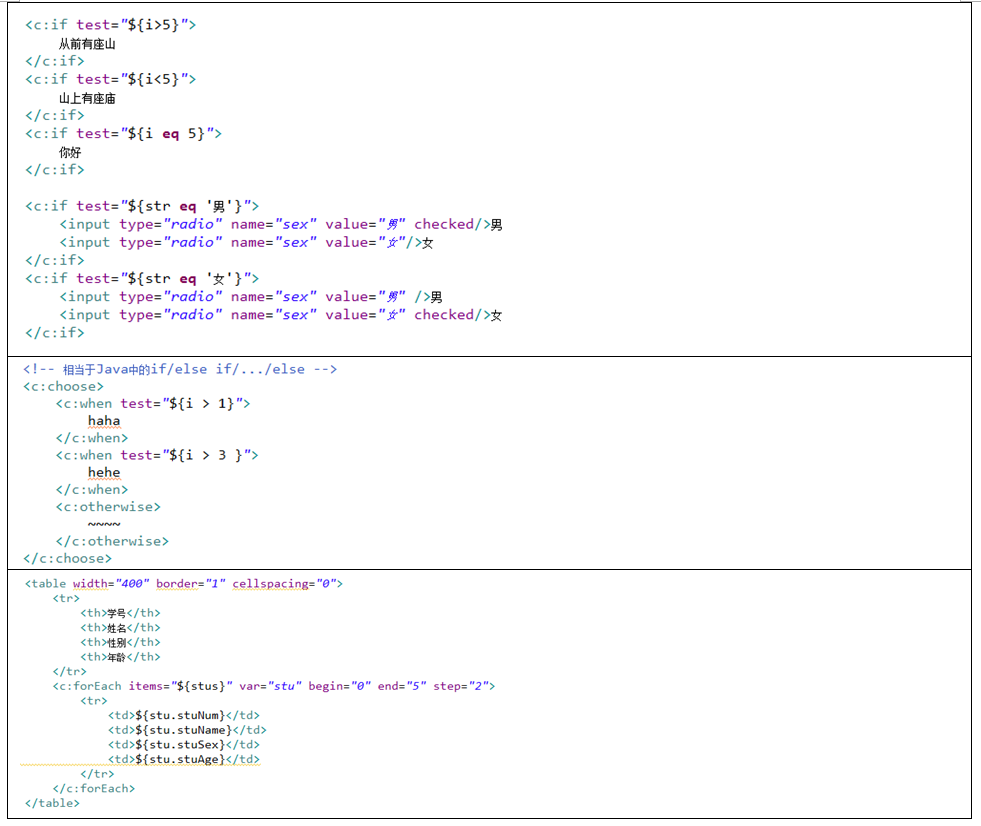 <c:if test="${i>5}">
从前有座山
</c:if>
<c:if test="${i<5}">
山上有座庙
</c:if>
<c:if test="${i eq 5}">
你好
</c:if>
<c:if test="${str eq '男'}">
<input type="radio" name="sex" value="男" checked/>男
<input type="radio" name="sex" value="女"/>女
</c:if>
<c:if test="${str eq '女'}">
<input type="radio" name="sex" value="男" />男
<input type="radio" name="sex" value="女" checked/>女
</c:if>
<!-- 相当于Java中的if/else if/.../else -->
<c:choose>
<c:when test="${i > 1}">
haha
</c:when>
<c:when test="${i > 3 }">
hehe
</c:when>
<c:otherwise>
~~~~
</c:otherwise>
</c:choose>
<table width="400" border="1" cellspacing="0">
<tr>
<th>学号</th>
<th>姓名</th>
<th>性别</th>
<th>年龄</th>
</tr>
<c:forEach items="${stus}" var="stu" begin="0" end="5" step="2">
<tr>
<td>${stu.stuNum}</td>
<td>${stu.stuName}</td>
<td>${stu.stuSex}</td>
<td>${stu.stuAge}</td>
</tr>
</c:forEach>
</table>